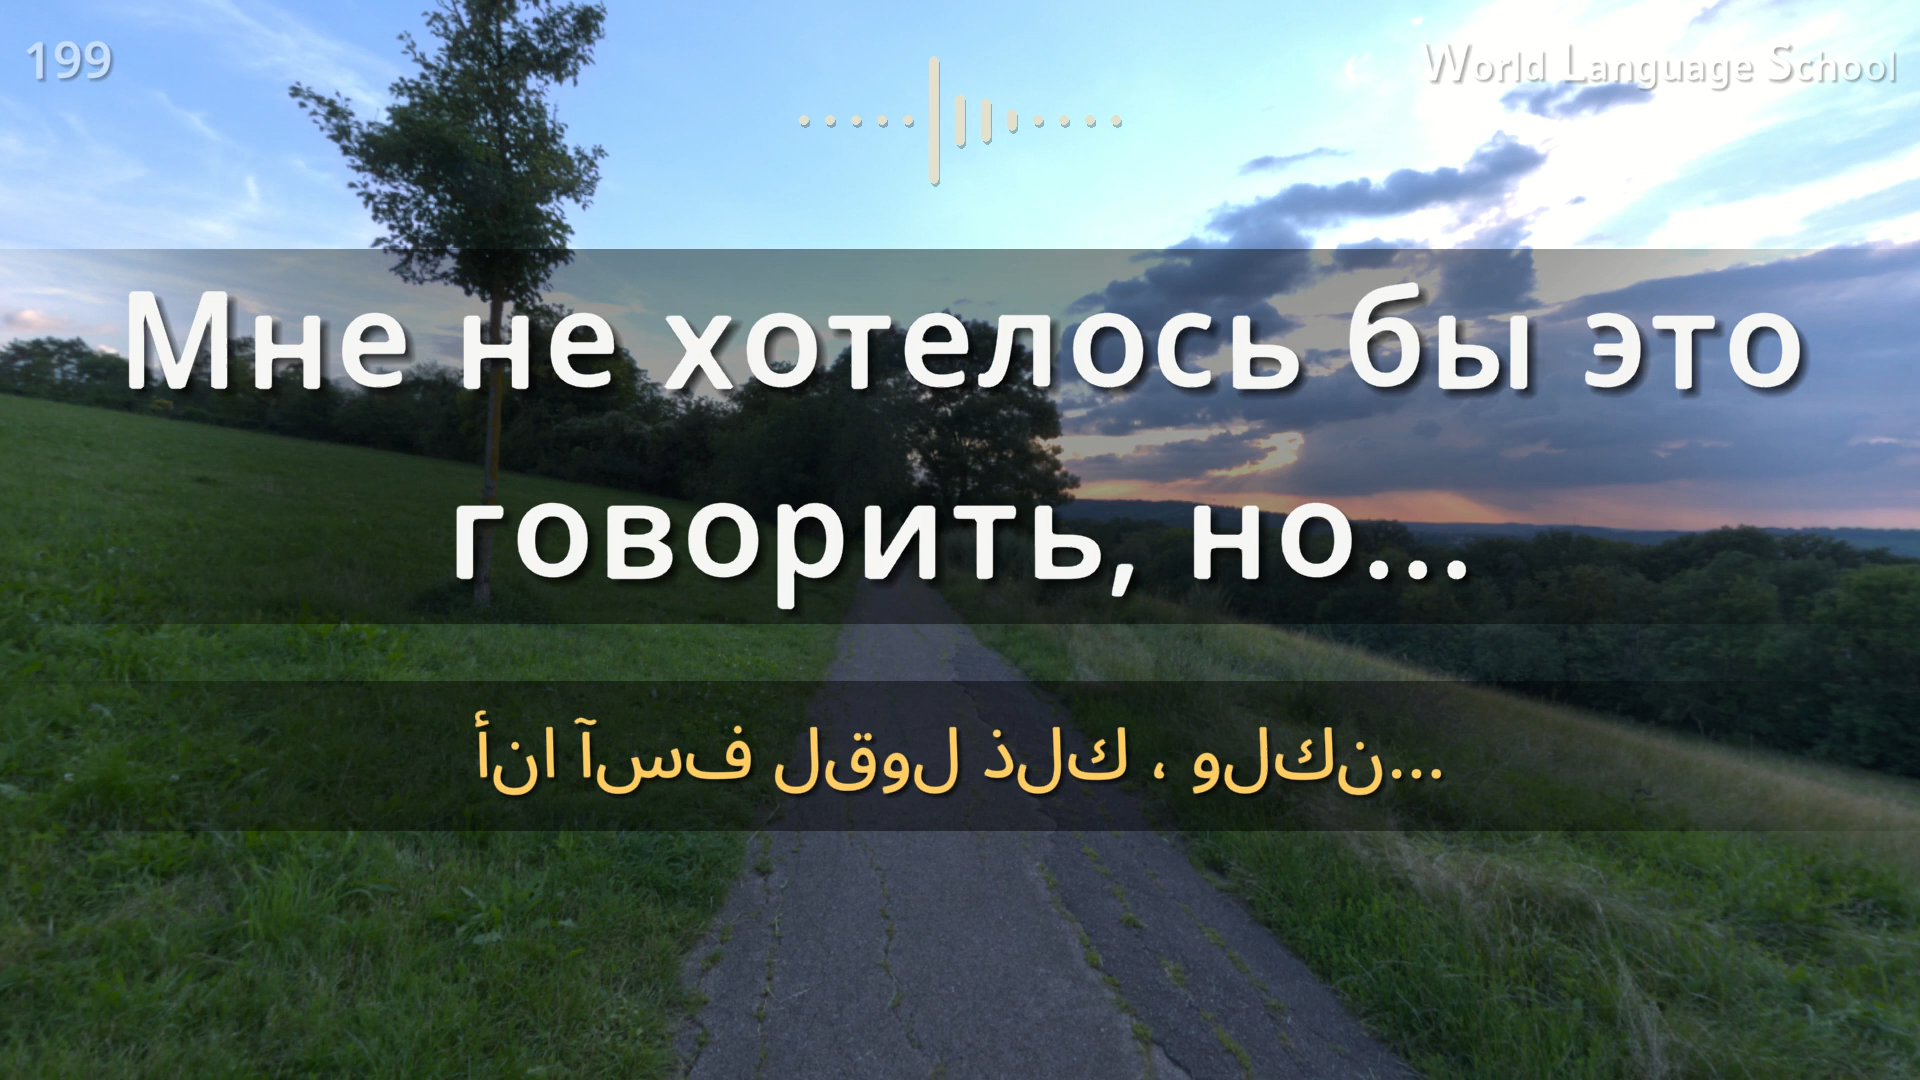 199
World Language School
Мне не хотелось бы это
говорить, но...
أنا آسف لقول ذلك ، ولكن...